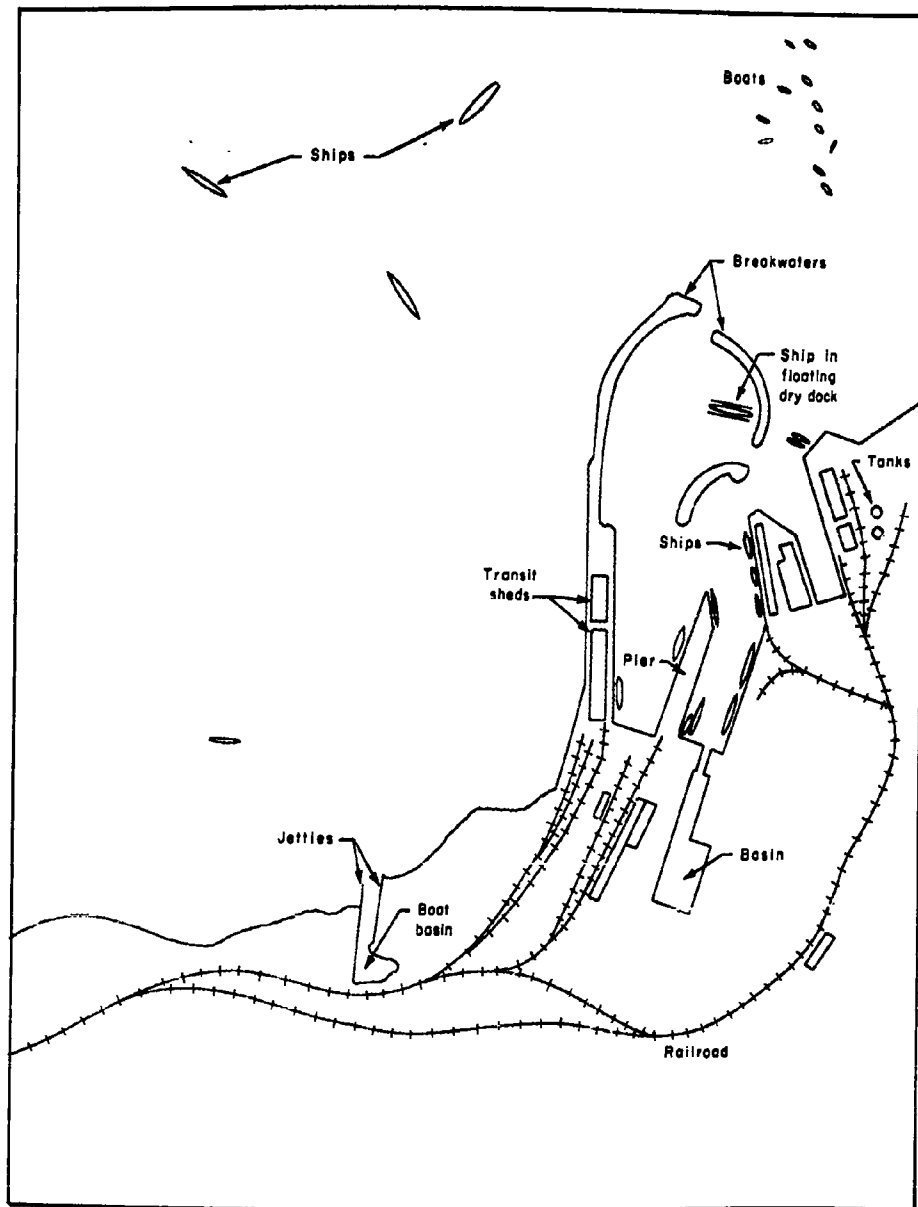 Boats
Ships
Breakwaters
Ship in
floating
dry dock
Tanks
Ships
Transit
sheds
Pier
Jetties
Basin
Boat
basin
Railroad